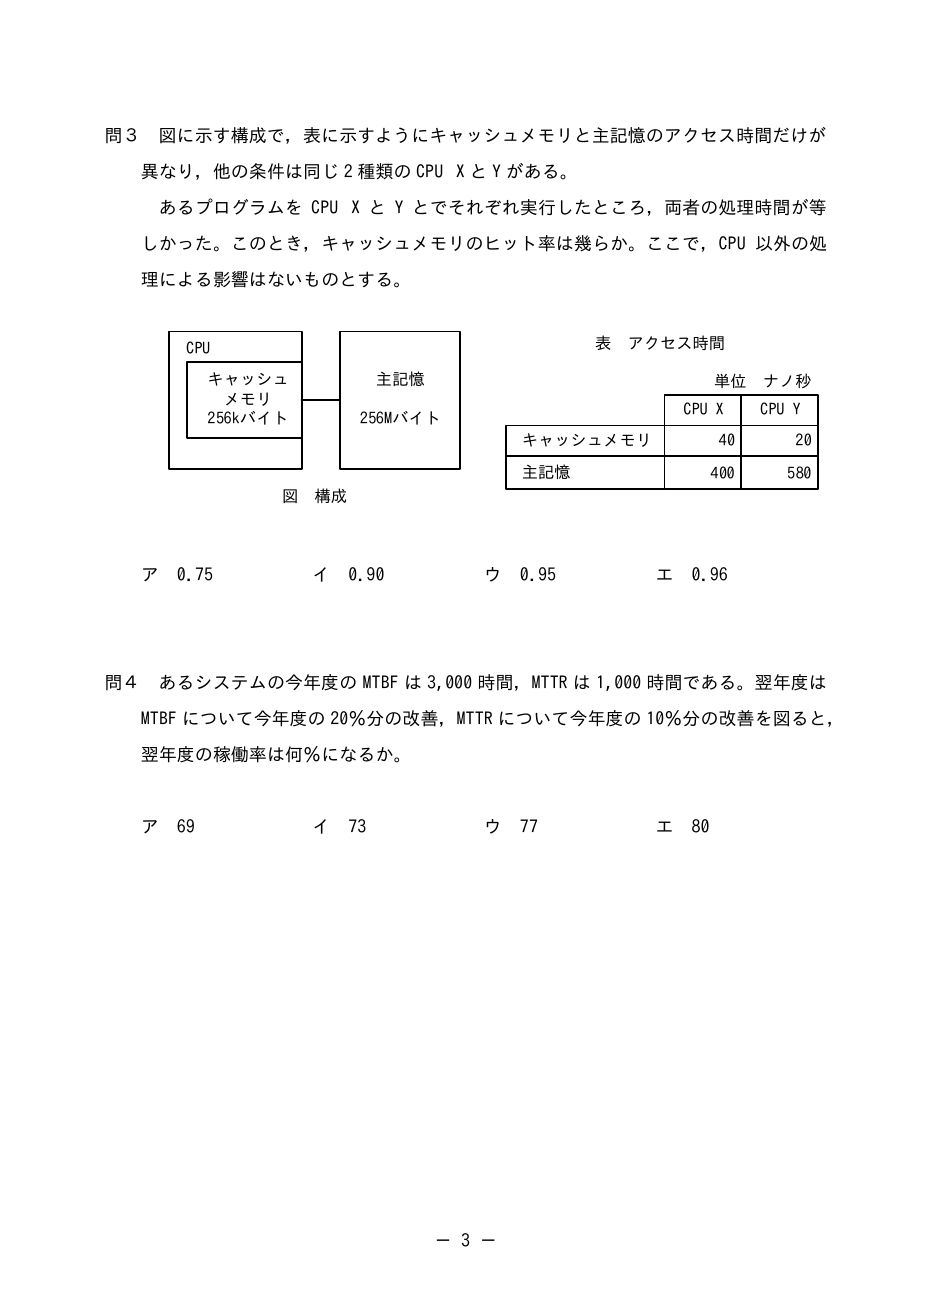 問３　図に示す構成で，表に示すようにキャッシュメモリと主記憶のアクセス時間だけが
異なり，他の条件は同じ２種類の CPU X と Y がある。
あるプログラムを CPU X と Y とでそれぞれ実行したところ，両者の処理時間が等
しかった。このとき，キャッシュメモリのヒット率は幾らか。ここで，CPU 以外の処
理による影響はないものとする。
CPU
キャッシュ
メモリ
256kバイト
主記憶
256Mバイト
図　構成
表　アクセス時間
単位　ナノ秒
CPU X　CPU Y
キャッシュメモリ　40　20
主記憶　400　580
ア　0.75　イ　0.90　ウ　0.95　エ　0.96
問４　あるシステムの今年度の MTBF は 3,000 時間，MTTR は 1,000 時間である。翌年度は
MTBF について今年度の 20％分の改善，MTTR について今年度の 10％分の改善を図ると，
翌年度の稼働率は何％になるか。
ア　69　イ　73　ウ　77　エ　80
－ 3 －